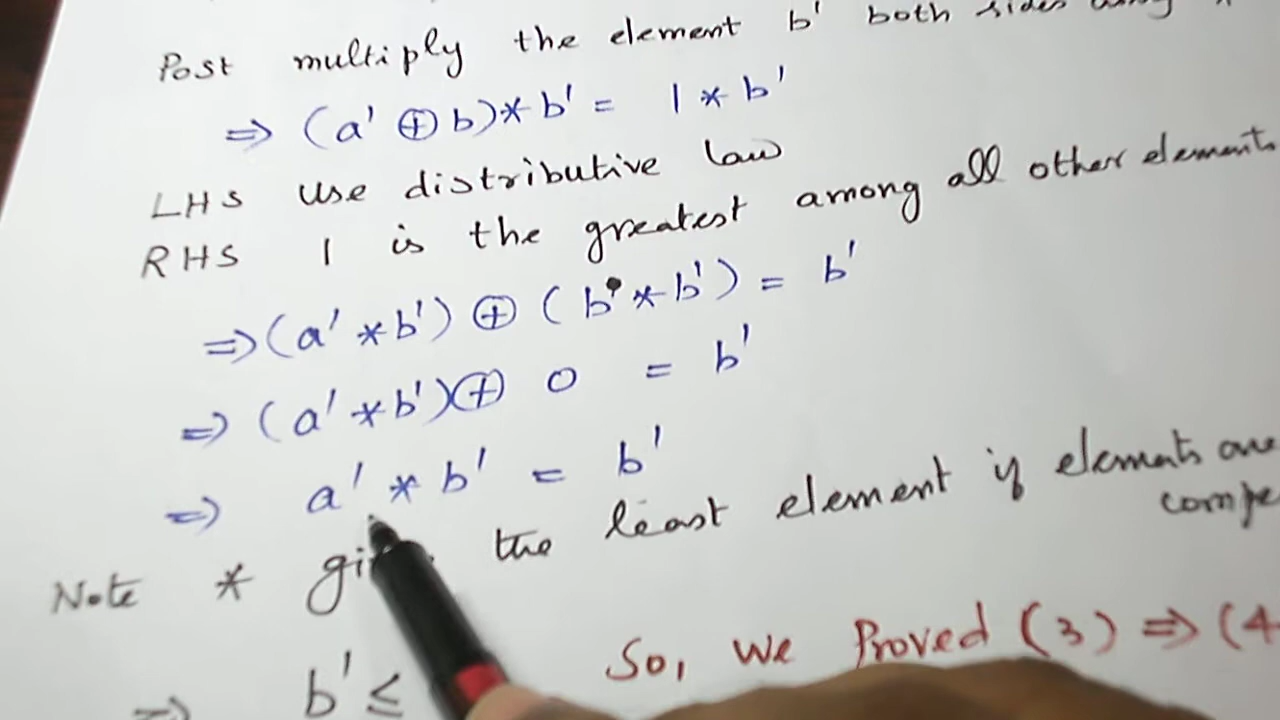 Post multiply the element b' both sides
⇒ (a' ⊕ b) * b' = 1 * b'
LHS Use distributive law
RHS 1 is the greatest among all other elements
⇒ (a' * b') ⊕ (b * b') = b'
⇒ (a' * b') ⊕ 0 = b'
⇒ a' * b' = b'
Note * the least element if elements are
⇒ b' ≤
So, we Proved (3) ⇒ (4